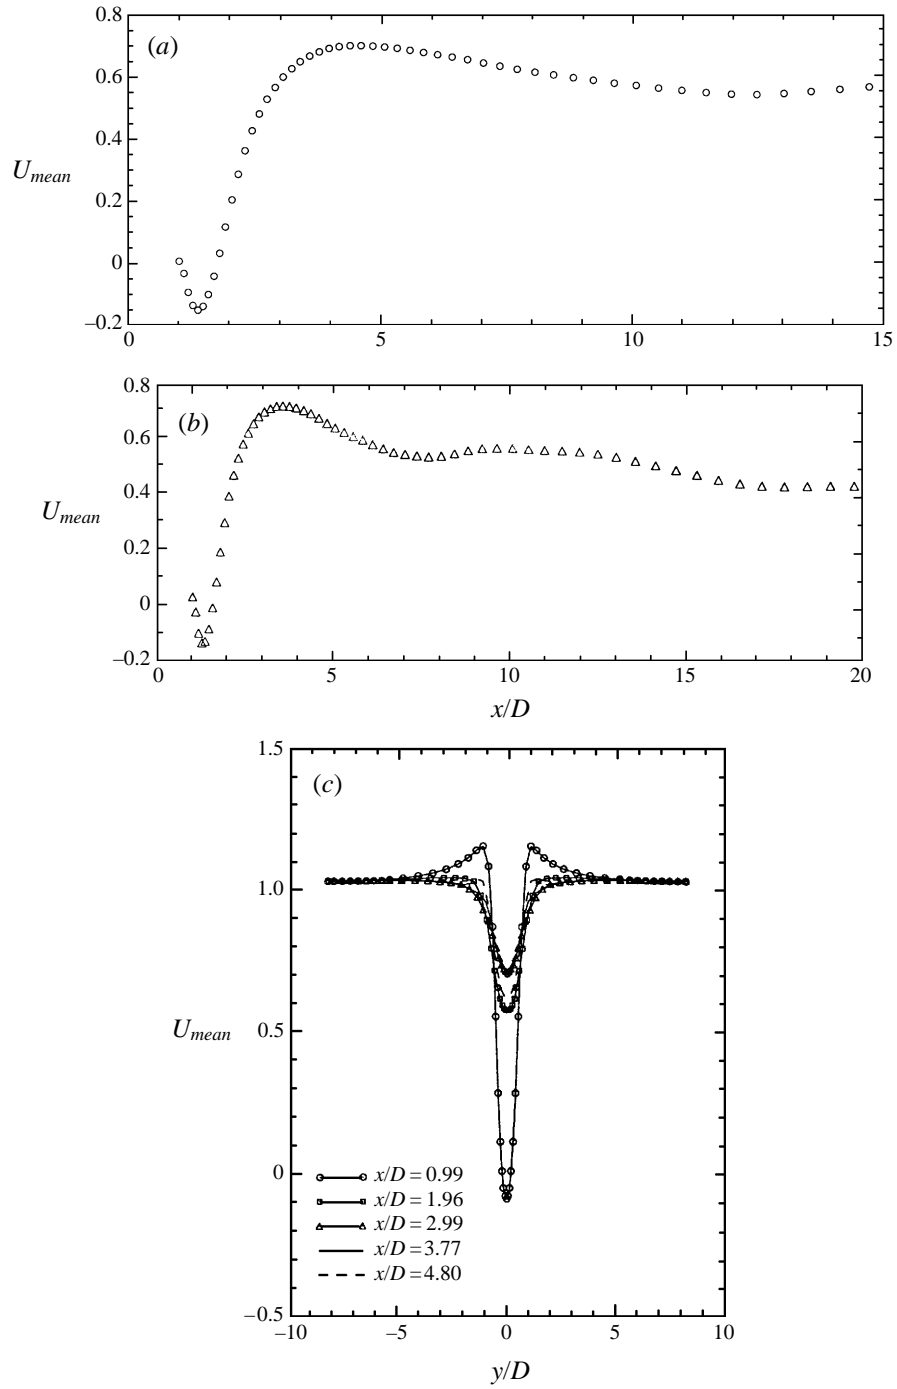 0.8
(a)
0.6
0.4
U_mean
0.2
0
–0.2
0 5 10 15
0.8
(b)
0.6
0.4
U_mean
0.2
0
–0.2
0 5 10 15 20
x/D
1.5
(c)
1.0
U_mean
0.5
0
x/D = 0.99
x/D = 1.96
x/D = 2.99
x/D = 3.77
x/D = 4.80
–0.5
–10 –5 0 5 10
y/D